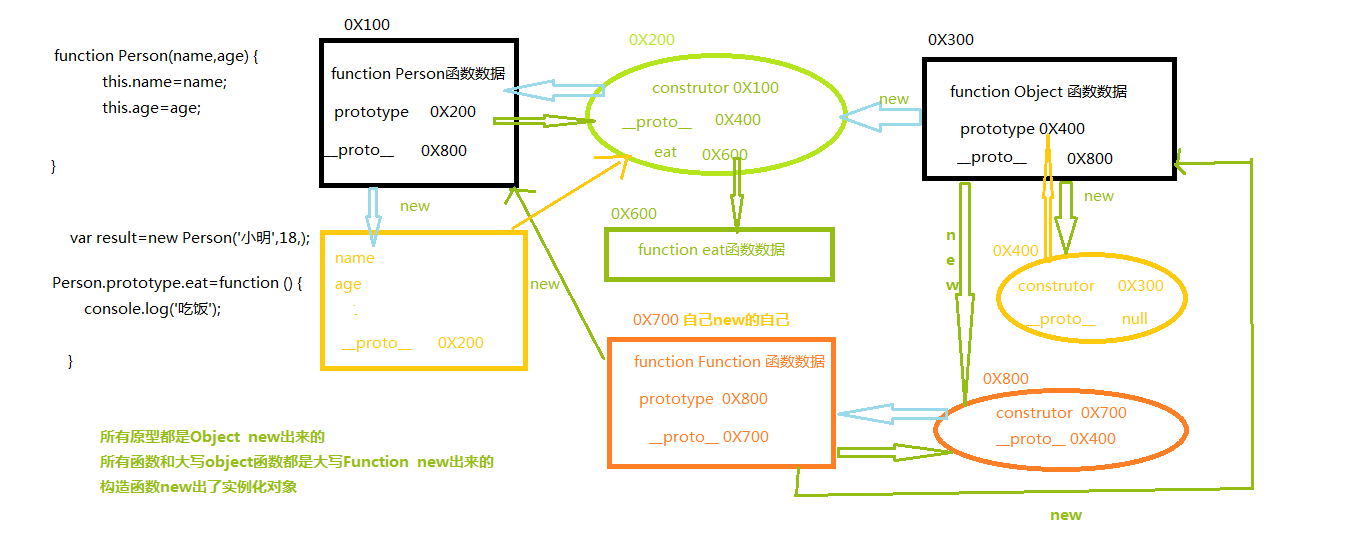 function Person(name,age) {
this.name=name;
this.age=age;
}
var result=new Person('小明',18,);
Person.prototype.eat=function () {
console.log('吃饭');
}
所有原型都是Object new出来的
所有函数和大写object函数都是大写Function new出来的
构造函数new出了实例化对象
0X100
function Person函数数据
prototype 0X200
__proto__ 0X800
new
name
age
:
__proto__ 0X200
new
0X200
construtor 0X100
__proto__ 0X400
eat 0X600
new
0X600
function eat函数数据
0X300
function Object 函数数据
prototype 0X400
__proto__ 0X800
new
new
0X400
construtor 0X300
__proto__ null
0X700 自己new的自己
function Function 函数数据
prototype 0X800
__proto__ 0X700
0X800
construtor 0X700
__proto__ 0X400
new